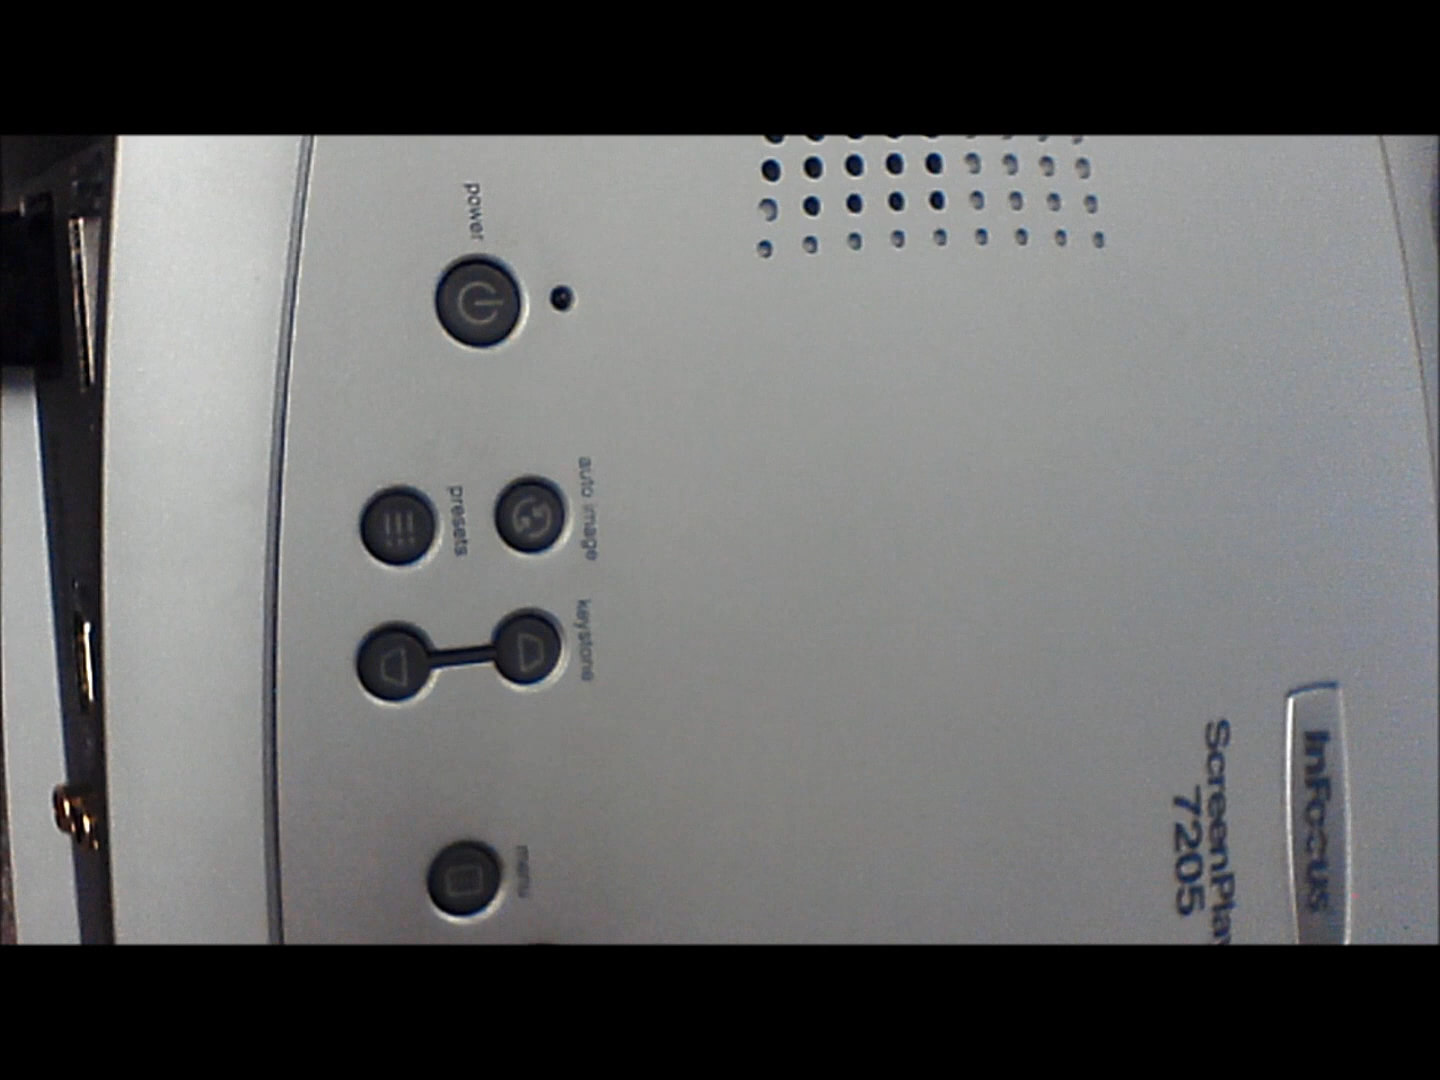 InFocus
ScreenPlay
7205
power
auto image
presets
keystone
menu